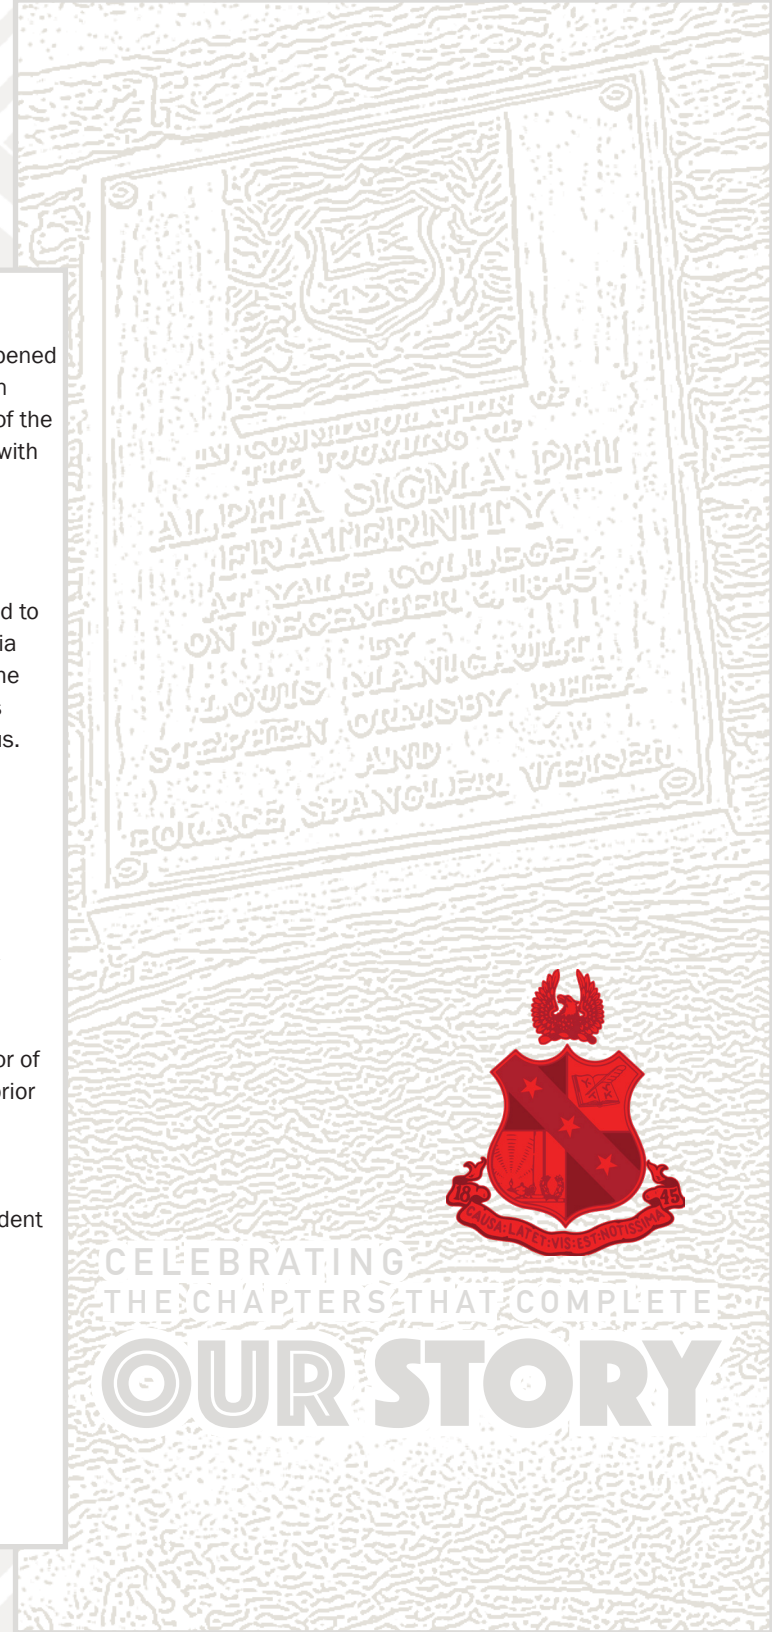 pened
n
of the
with
d to
ia
ne
s
us.
or of
prior
dent
IN COMMEMORATION OF
THE FOUNDING OF
ALPHA SIGMA PHI
FRATERNITY
AT YALE COLLEGE
ON DECEMBER 6, 1845
BY
LOUIS MANIGAULT
STEPHEN ORMSBY RHEA
AND
HORACE SPANGLER WEISER
18 45
CAUSA:LATET:VIS:EST:NOTISSIMA
CELEBRATING
THE CHAPTERS THAT COMPLETE
OUR STORY